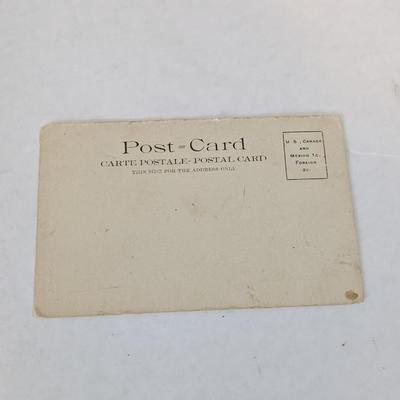 Post-Card
CARTE POSTALE-POSTAL CARD
THIS SIDE FOR THE ADDRESS ONLY
U. S., CANADA
AND
MEXICO 1C.
FOREIGN
2C.